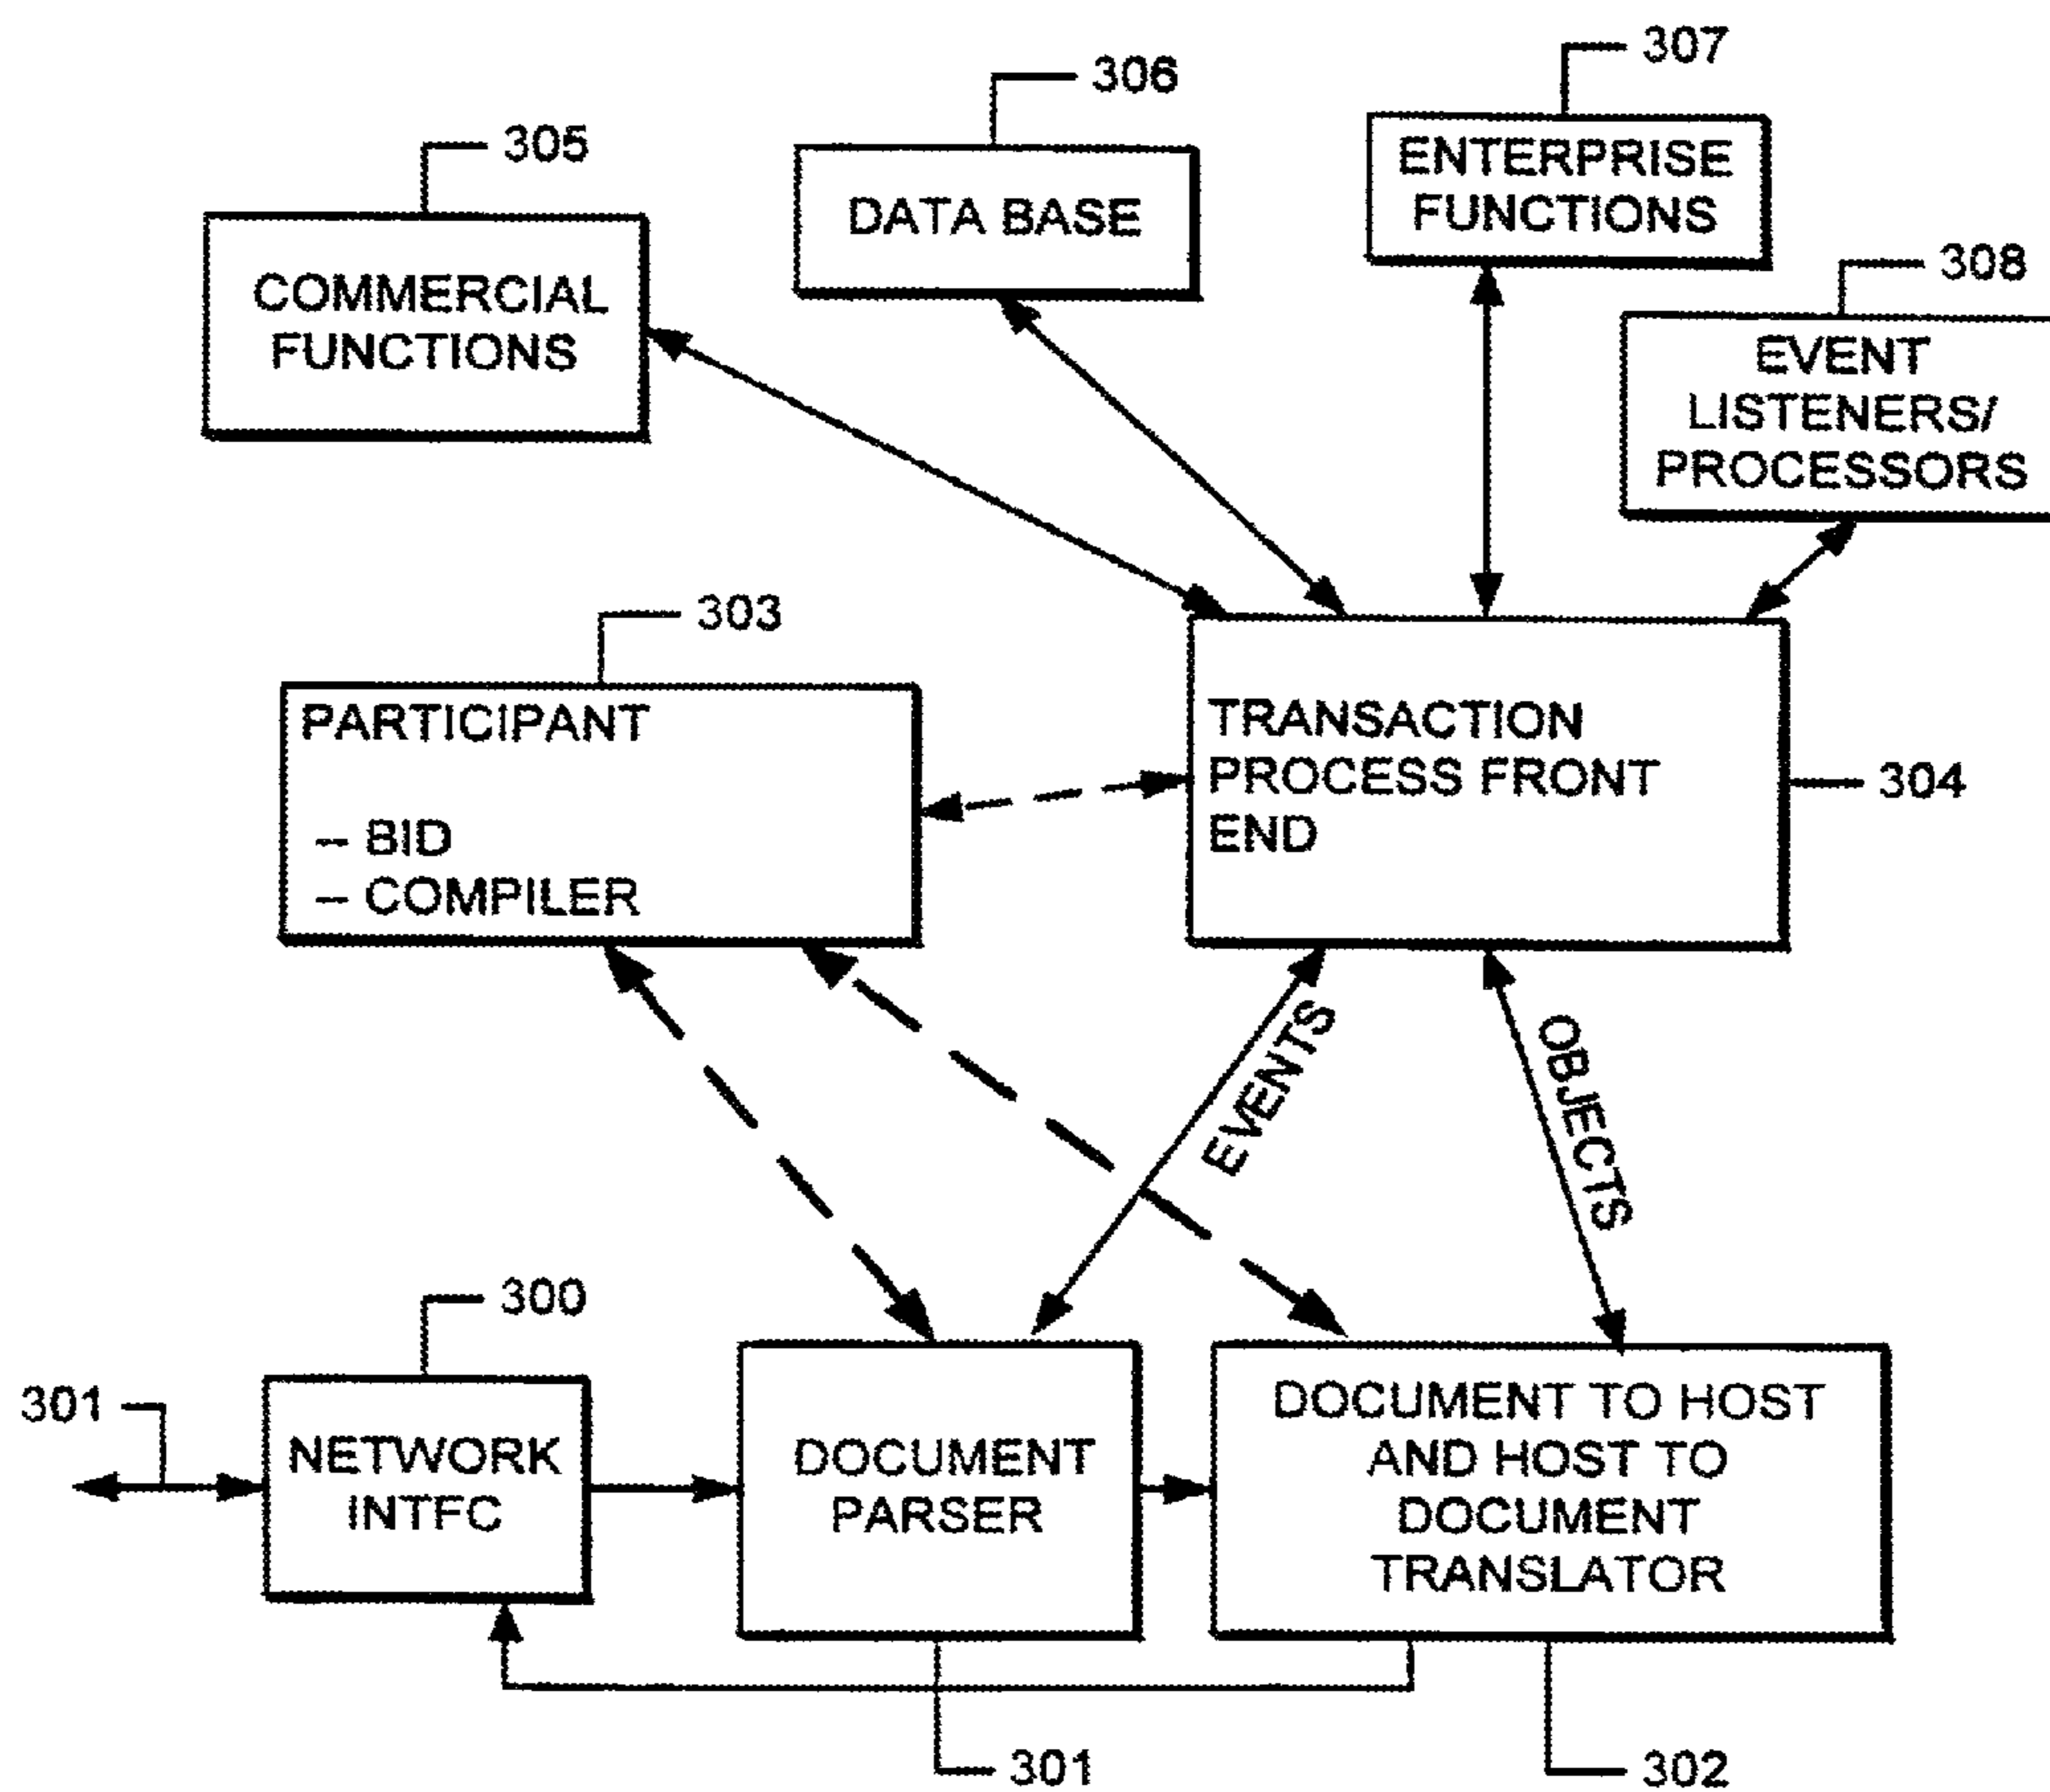 307
306
305
ENTERPRISE
FUNCTIONS
DATA BASE
308
COMMERCIAL
FUNCTIONS
EVENT
LISTENERS/
PROCESSORS
303
PARTICIPANT
– BID
– COMPILER
TRANSACTION
PROCESS FRONT
END
304
EVENTS
OBJECTS
300
301
NETWORK
INTFC
DOCUMENT
PARSER
DOCUMENT TO HOST
AND HOST TO
DOCUMENT
TRANSLATOR
301
302